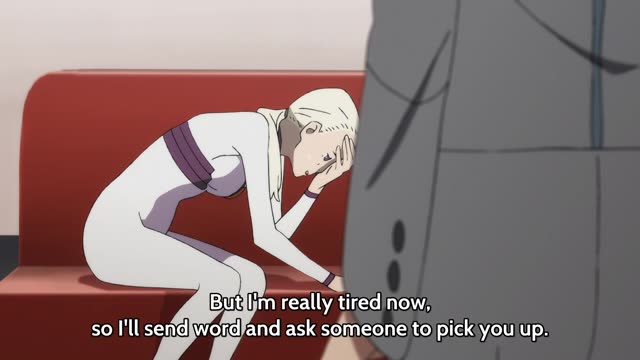 But I'm really tired now,
so I'll send word and ask someone to pick you up.